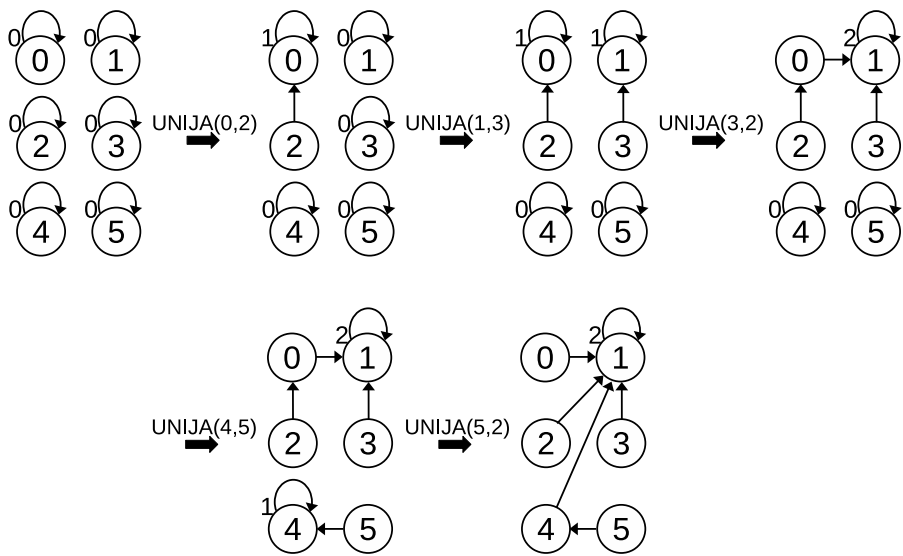 0 0 1 0 1 1 2
0 1 0 1 0 1 0 1
0 0 UNIJA(0,2) 0 UNIJA(1,3) UNIJA(3,2)
2 3 2 3 2 3 2 3
0 0 0 0 0 0 0 0
4 5 4 5 4 5 4 5
2 2
0 1 0 1
UNIJA(4,5) UNIJA(5,2)
2 3 2 3
1
4 5 4 5